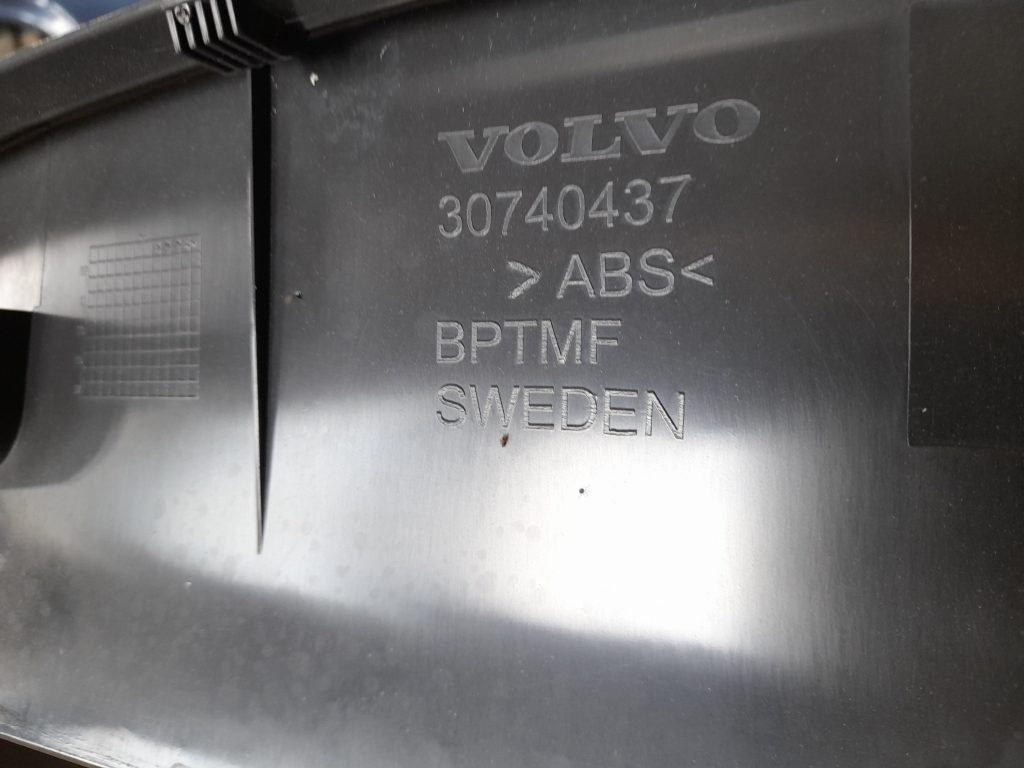 VOLVO
30740437
>ABS<
BPTMF
SWEDEN